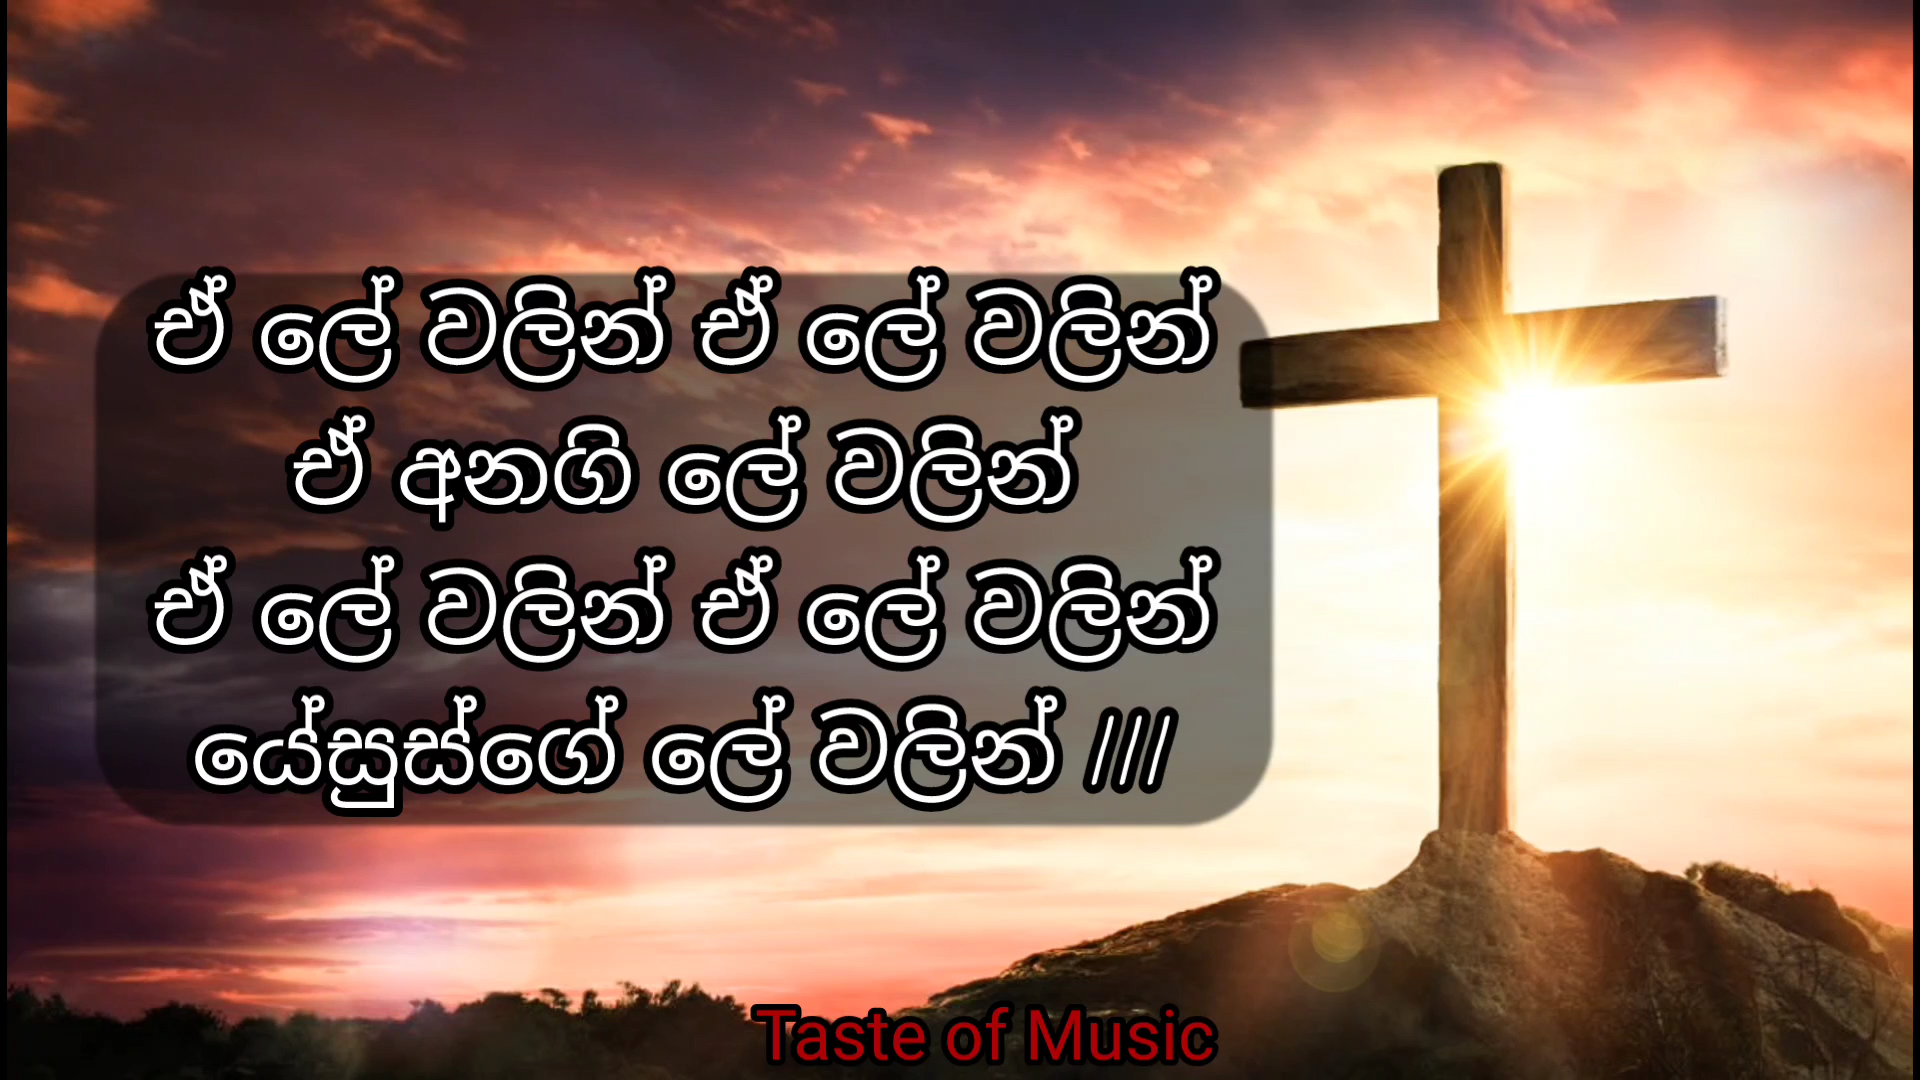 ඒ ලේ වලින් ඒ ලේ වලින්
ඒ අනගි ලේ වලින්
ඒ ලේ වලින් ඒ ලේ වලින්
යේසුස්ගේ ලේ වලින් ///
Taste of Music